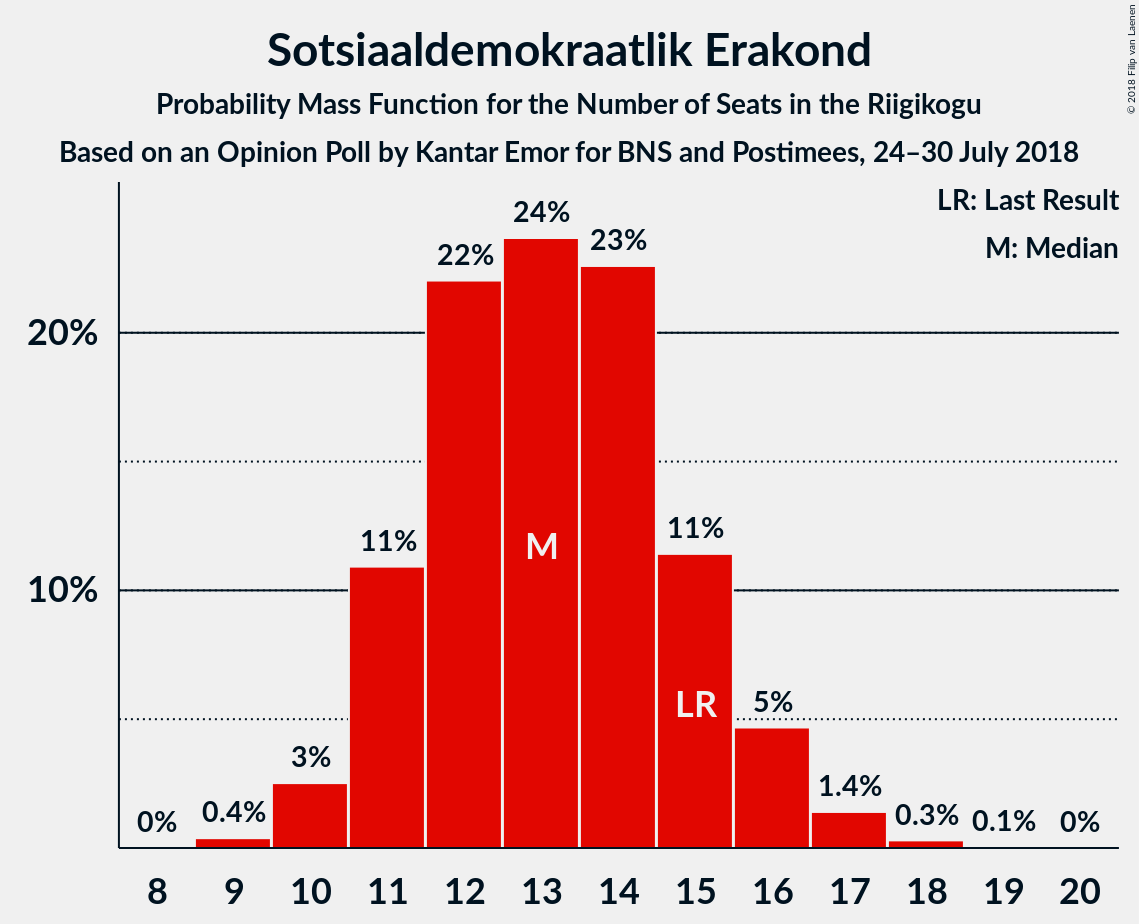 Sotsiaaldemokraatlik Erakond
Probability Mass Function for the Number of Seats in the Riigikogu
Based on an Opinion Poll by Kantar Emor for BNS and Postimees, 24–30 July 2018
© 2018 Filip van Laenen
LR: Last Result
M: Median
20%
10%
0%
0.4%
3%
11%
22%
24%
23%
11%
5%
1.4%
0.3%
0.1%
0%
M
LR
8 9 10 11 12 13 14 15 16 17 18 19 20